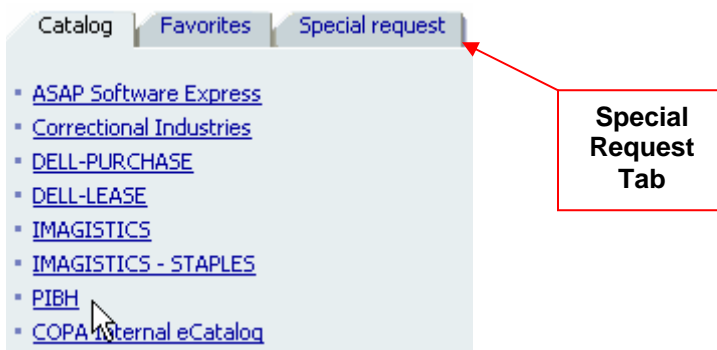 Catalog Favorites Special request
ASAP Software Express
Correctional Industries
DELL-PURCHASE
DELL-LEASE
IMAGISTICS
IMAGISTICS - STAPLES
PIBH
COPA Internal eCatalog
Special
Request
Tab